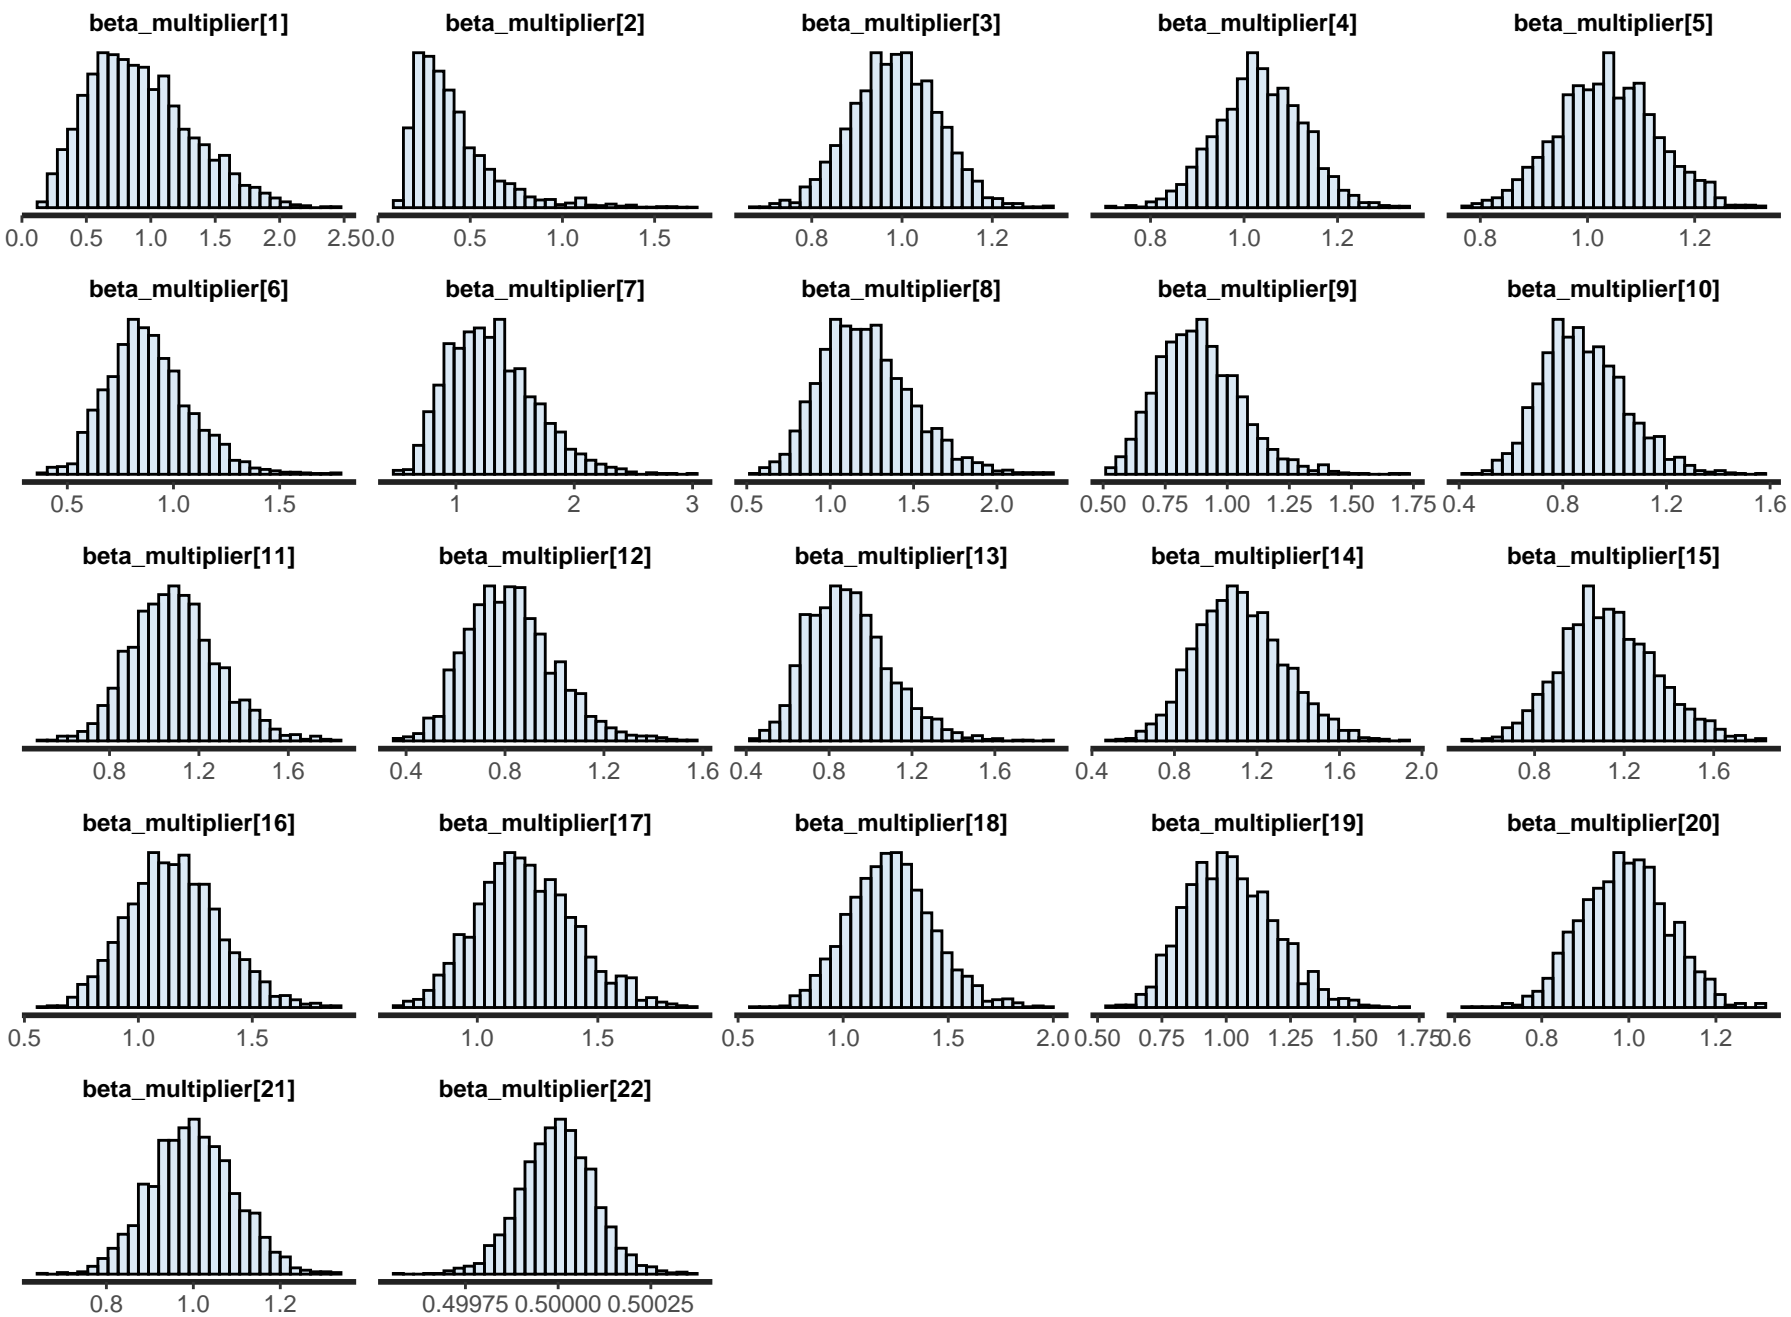 beta_multiplier[1] beta_multiplier[2] beta_multiplier[3] beta_multiplier[4] beta_multiplier[5]
0.0 0.5 1.0 1.5 2.0 2.50 0.0 0.5 1.0 1.5 0.8 1.0 1.2 0.8 1.0 1.2 0.8 1.0 1.2
beta_multiplier[6] beta_multiplier[7] beta_multiplier[8] beta_multiplier[9] beta_multiplier[10]
0.5 1.0 1.5 1 2 3 0.5 1.0 1.5 2.0 0.50 0.75 1.00 1.25 1.50 1.75 0.4 0.8 1.2 1.6
beta_multiplier[11] beta_multiplier[12] beta_multiplier[13] beta_multiplier[14] beta_multiplier[15]
0.8 1.2 1.6 0.4 0.8 1.2 1.6 0.4 0.8 1.2 1.6 0.4 0.8 1.2 1.6 2.0 0.8 1.2 1.6
beta_multiplier[16] beta_multiplier[17] beta_multiplier[18] beta_multiplier[19] beta_multiplier[20]
0.5 1.0 1.5 1.0 1.5 0.5 1.0 1.5 2.0 0.50 0.75 1.00 1.25 1.50 1.75 0.6 0.8 1.0 1.2
beta_multiplier[21] beta_multiplier[22]
0.8 1.0 1.2 0.49975 0.50000 0.50025